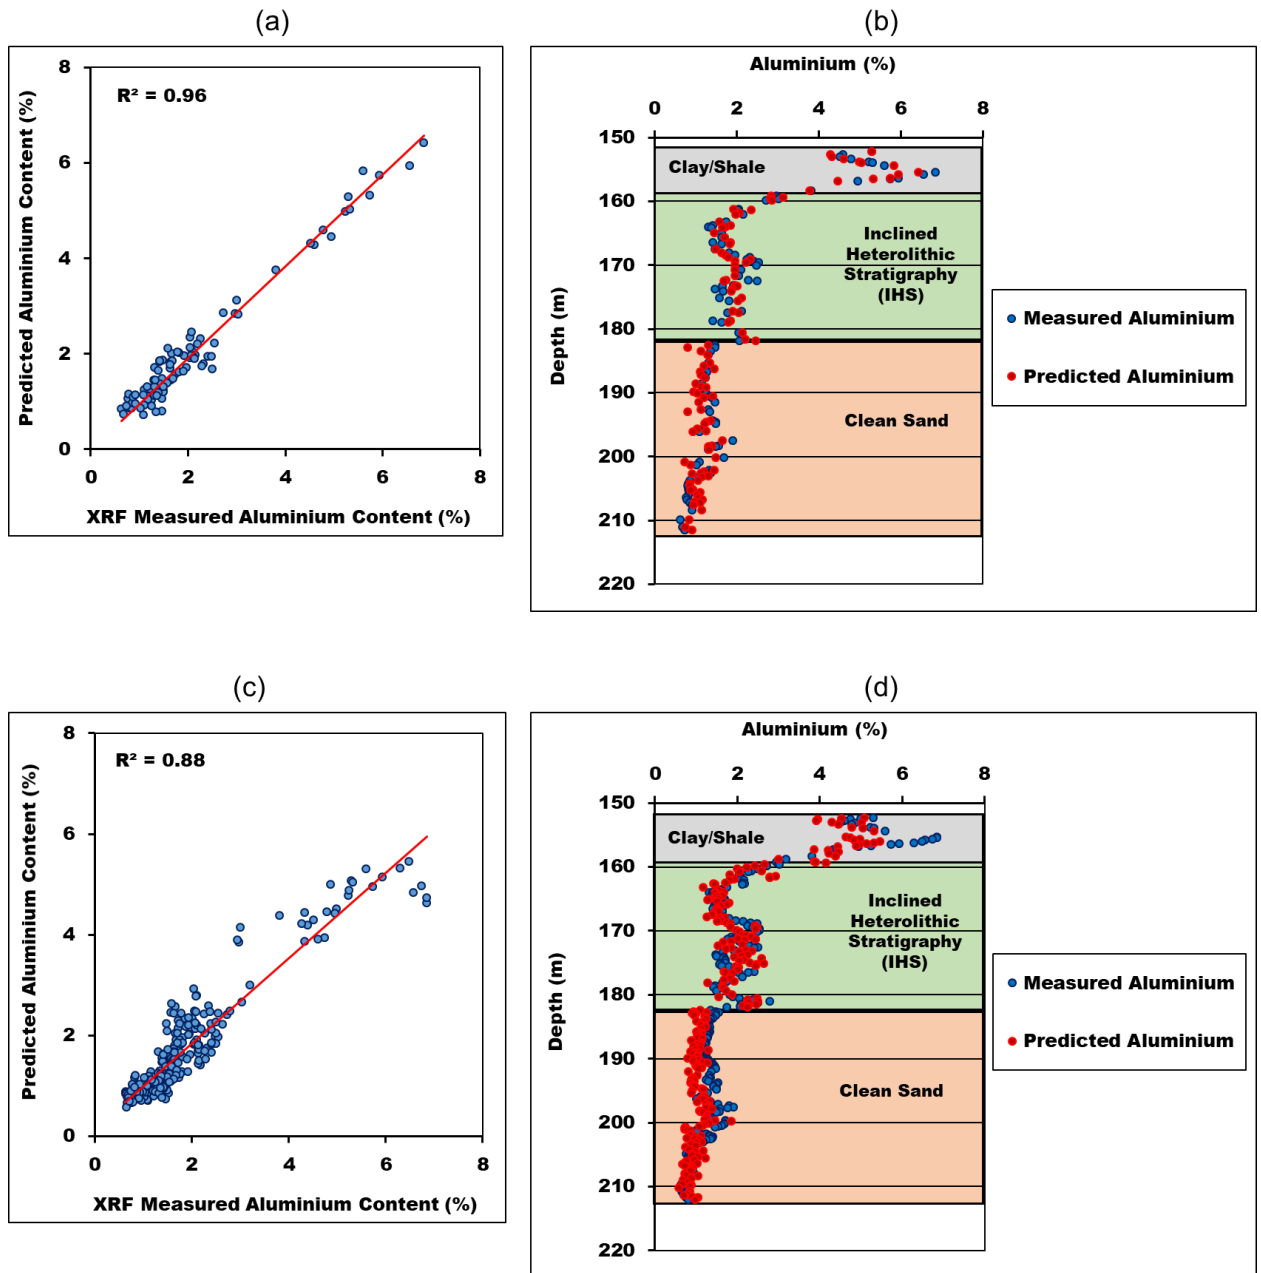 (a)
R² = 0.96
Predicted Aluminium Content (%)
8
6
4
2
0
0 2 4 6 8
XRF Measured Aluminium Content (%)
(b)
Aluminium (%)
0 2 4 6 8
Depth (m)
150
160
170
180
190
200
210
220
Clay/Shale
Inclined
Heterolithic
Stratigraphy
(IHS)
Clean Sand
Measured Aluminium
Predicted Aluminium
(c)
R² = 0.88
Predicted Aluminium Content (%)
8
6
4
2
0
0 2 4 6 8
XRF Measured Aluminium Content (%)
(d)
Aluminium (%)
0 2 4 6 8
Depth (m)
150
160
170
180
190
200
210
220
Clay/Shale
Inclined
Heterolithic
Stratigraphy
(IHS)
Clean Sand
Measured Aluminium
Predicted Aluminium